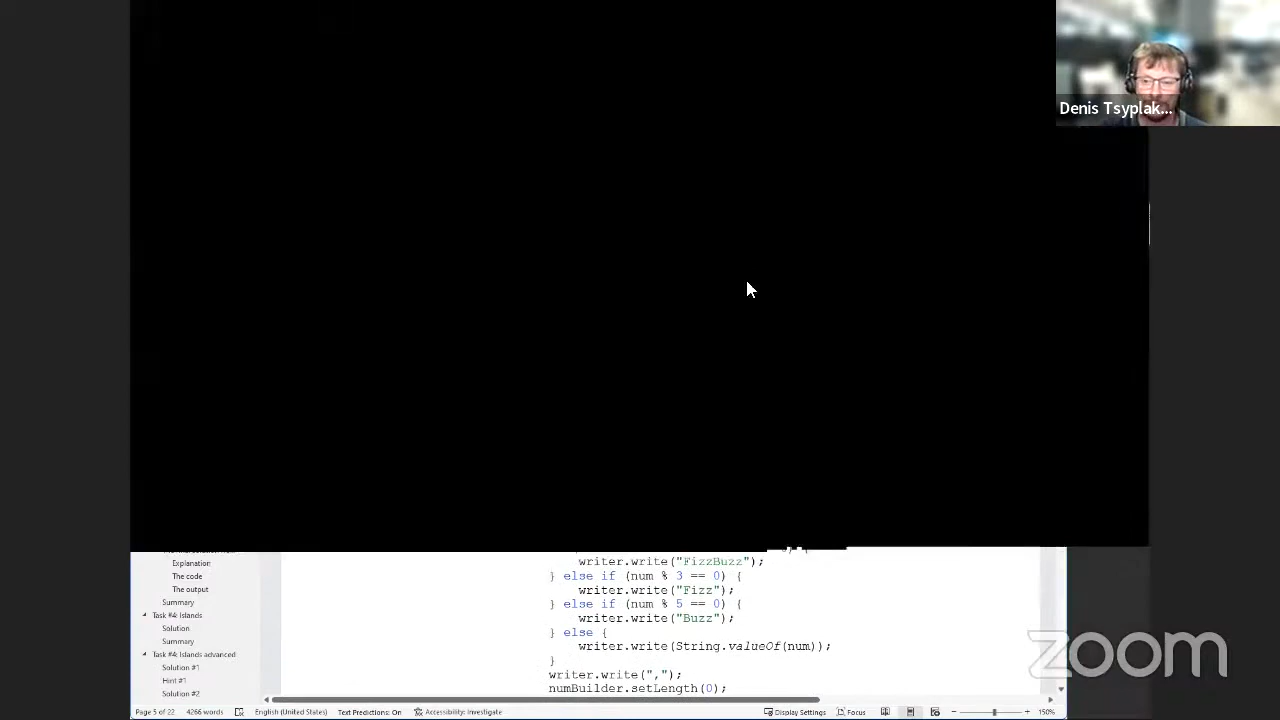 Denis Tsyplak...
Explanation
The code
The output
Summary
Task #4: Islands
Solution
Summary
Task #4: Islands advanced
Solution #1
Hint #1
Solution #2
writer.write("FizzBuzz");
} else if (num % 3 == 0) {
writer.write("Fizz");
} else if (num % 5 == 0) {
writer.write("Buzz");
} else {
writer.write(String.valueOf(num));
}
writer.write(",");
numBuilder.setLength(0);
zoom
Page 5 of 22 4266 words English (United States) Text Predictions: On Accessibility: Investigate Display Settings Focus 150%